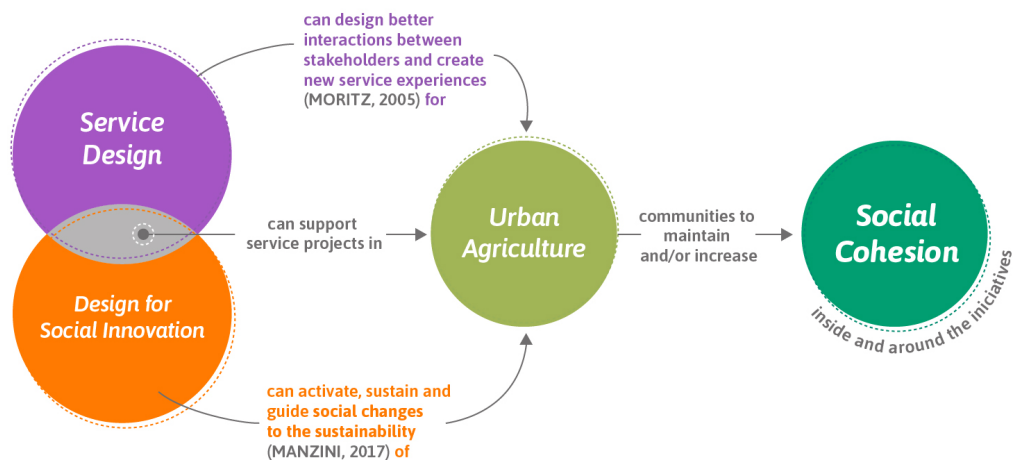 can design better
interactions between
stakeholders and create
new service experiences
(MORITZ, 2005) for
Service
Design
can support
service projects in
Urban
Agriculture
communities to
maintain
and/or increase
Social
Cohesion
inside and around the iniciatives
Design for
Social Innovation
can activate, sustain and
guide social changes
to the sustainability
(MANZINI, 2017) of